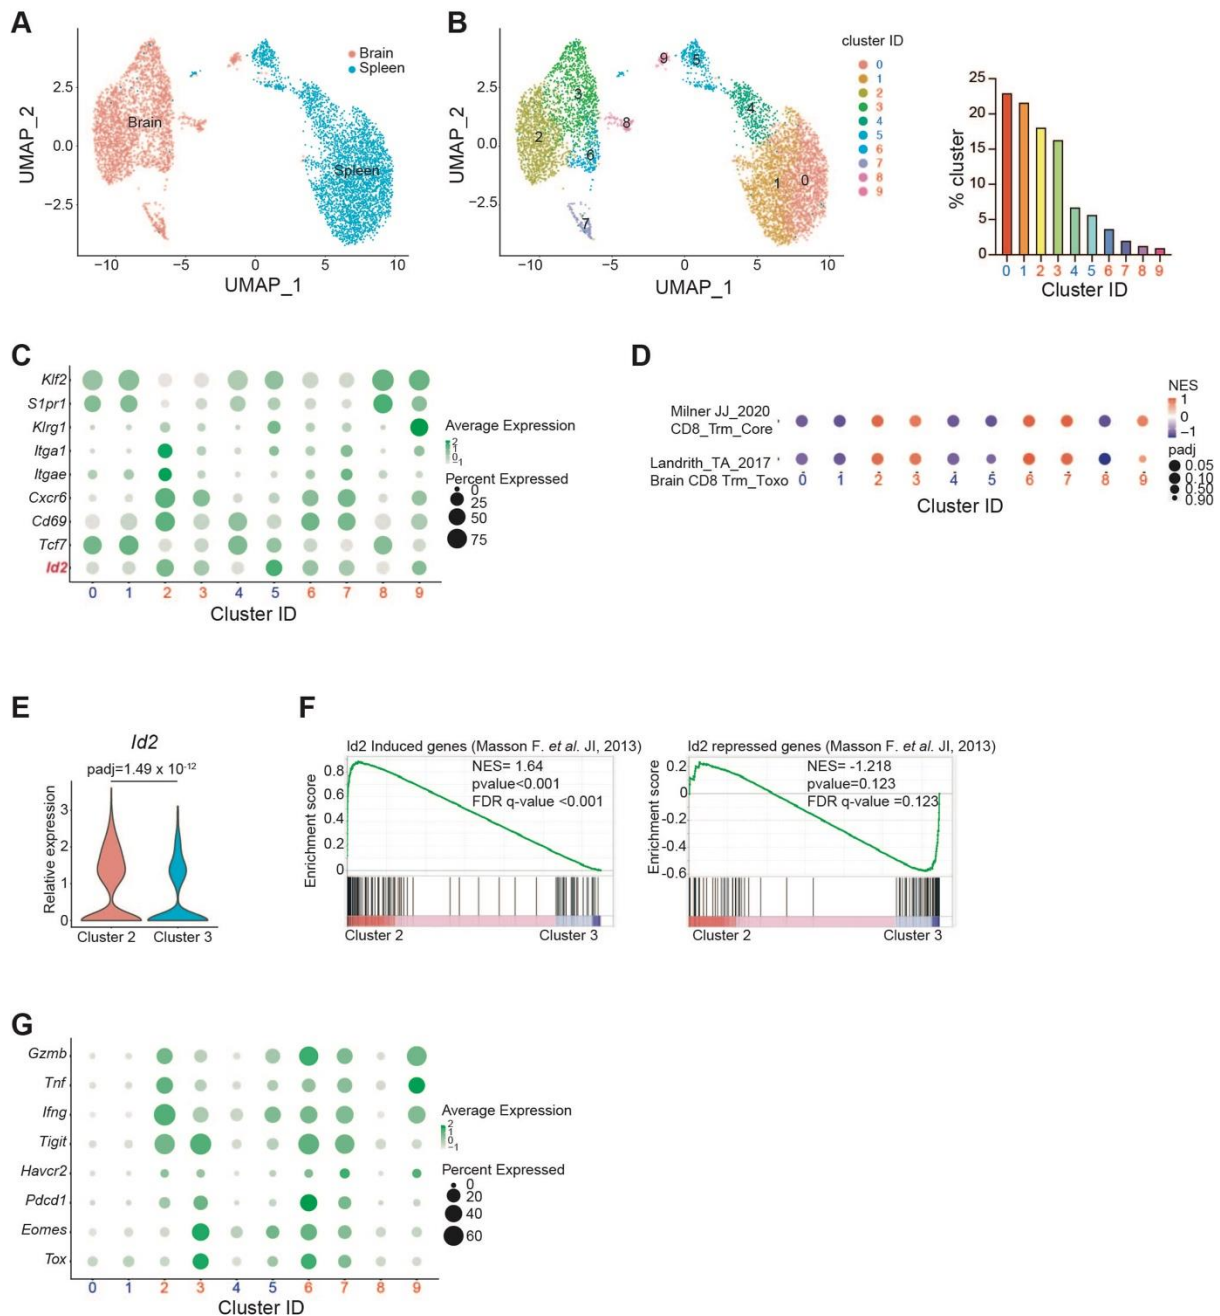 A
Brain
Spleen
Brain
Spleen
UMAP_2
2.5
0.0
−2.5
−10
−5
0
5
10
UMAP_1
B
UMAP_2
2.5
0.0
−2.5
9
5
3
4
2
8
6
1
0
7
−10
−5
0
5
10
UMAP_1
cluster ID
0
1
2
3
4
5
6
7
8
9
% cluster
25
20
15
10
5
0
0 1 2 3 4 5 6 7 8 9
Cluster ID
C
Klf2
S1pr1
Klrg1
Itga1
Itgae
Cxcr6
Cd69
Tcf7
Id2
0 1 2 3 4 5 6 7 8 9
Cluster ID
Average Expression
2
1
0
−1
Percent Expressed
0
25
50
75
D
Milner JJ_2020
CD8_Trm_Core
Landrith_TA_2017
Brain CD8 Trm_Toxo
0 1 2 3 4 5 6 7 8 9
Cluster ID
NES
1
0
−1
padj
0.05
0.10
0.50
0.90
E
Id2
padj=1.49 x 10-12
Relative expression
3
2
1
0
Cluster 2
Cluster 3
F
Id2 Induced genes (Masson F. et al. JI, 2013)
NES= 1.64
pvalue<0.001
FDR q-value <0.001
Enrichment score
0.8
0.6
0.4
0.2
0
Cluster 2
Cluster 3
Id2 repressed genes (Masson F. et al. JI, 2013)
NES= -1.218
pvalue=0.123
FDR q-value =0.123
Enrichment score
0.2
0
-0.2
-0.4
-0.6
Cluster 2
Cluster 3
G
Gzmb
Tnf
Ifng
Tigit
Havcr2
Pdcd1
Eomes
Tox
0 1 2 3 4 5 6 7 8 9
Cluster ID
Average Expression
2
1
0
−1
Percent Expressed
0
20
40
60